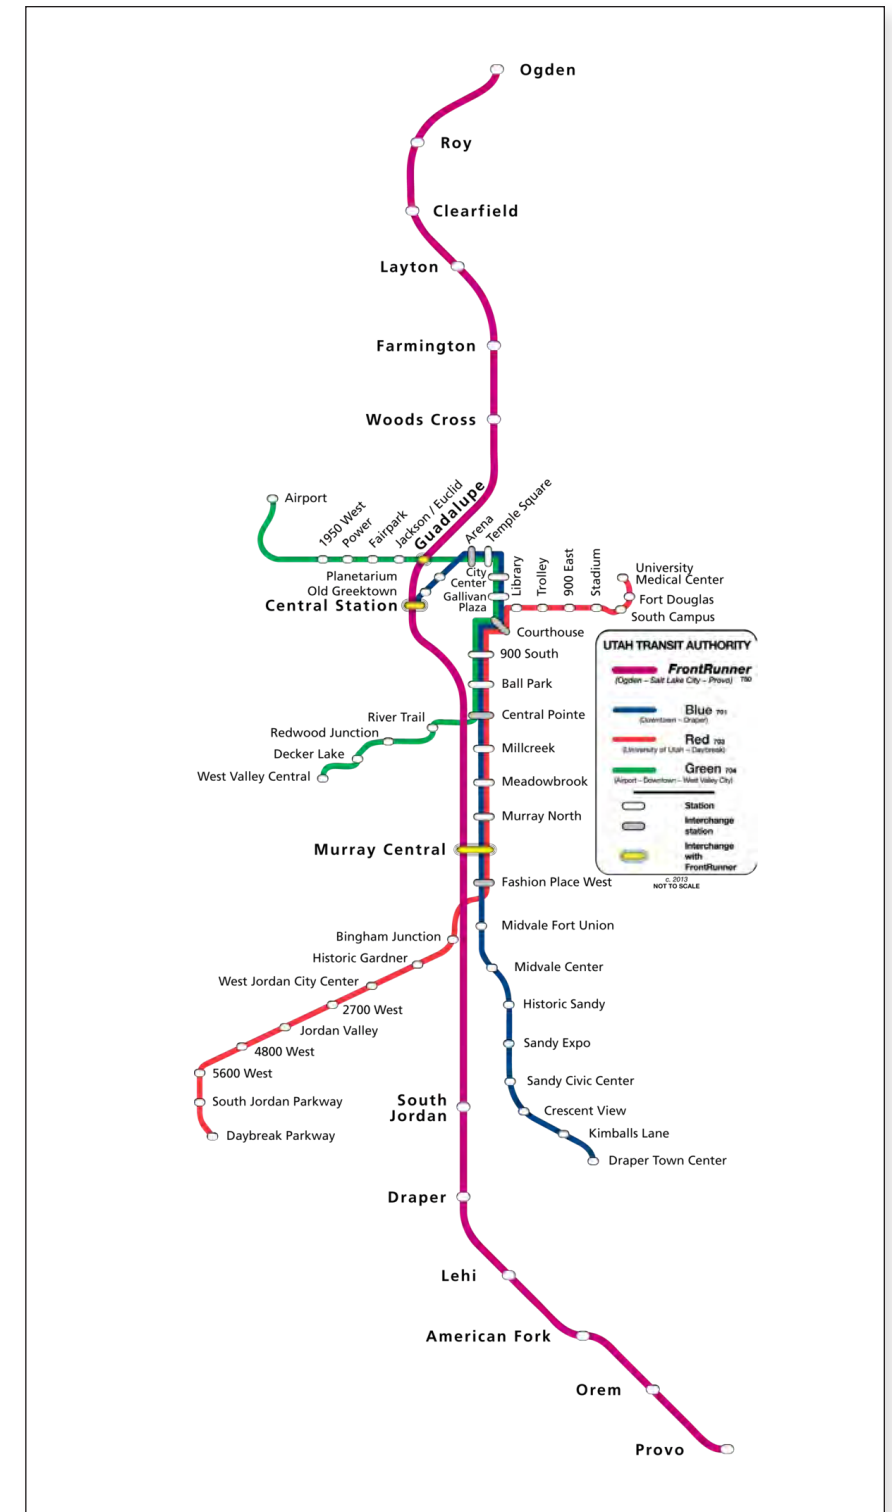 Ogden
Roy
Clearfield
Layton
Farmington
Woods Cross
Airport
1950 West
Power
Fairpark
Jackson / Euclid
Guadalupe
Arena
Temple Square
Planetarium
Old Greektown
Central Station
City
Center
Gallivan
Plaza
Library
Trolley
900 East
Stadium
University
Medical Center
Fort Douglas
South Campus
Courthouse
900 South
Ball Park
Central Pointe
River Trail
Redwood Junction
Decker Lake
West Valley Central
Millcreek
Meadowbrook
Murray North
Murray Central
Fashion Place West
Midvale Fort Union
Bingham Junction
Historic Gardner
West Jordan City Center
2700 West
Jordan Valley
4800 West
5600 West
South Jordan Parkway
Daybreak Parkway
Midvale Center
Historic Sandy
Sandy Expo
Sandy Civic Center
Crescent View
Kimballs Lane
Draper Town Center
South
Jordan
Draper
Lehi
American Fork
Orem
Provo
UTAH TRANSIT AUTHORITY
FrontRunner
(Ogden – Salt Lake City – Provo) 750
Blue 701
(Downtown – Draper)
Red 703
(University of Utah – Daybreak)
Green 704
(Airport – Downtown – West Valley City)
Station
Interchange
station
Interchange
with
FrontRunner
c. 2013
NOT TO SCALE